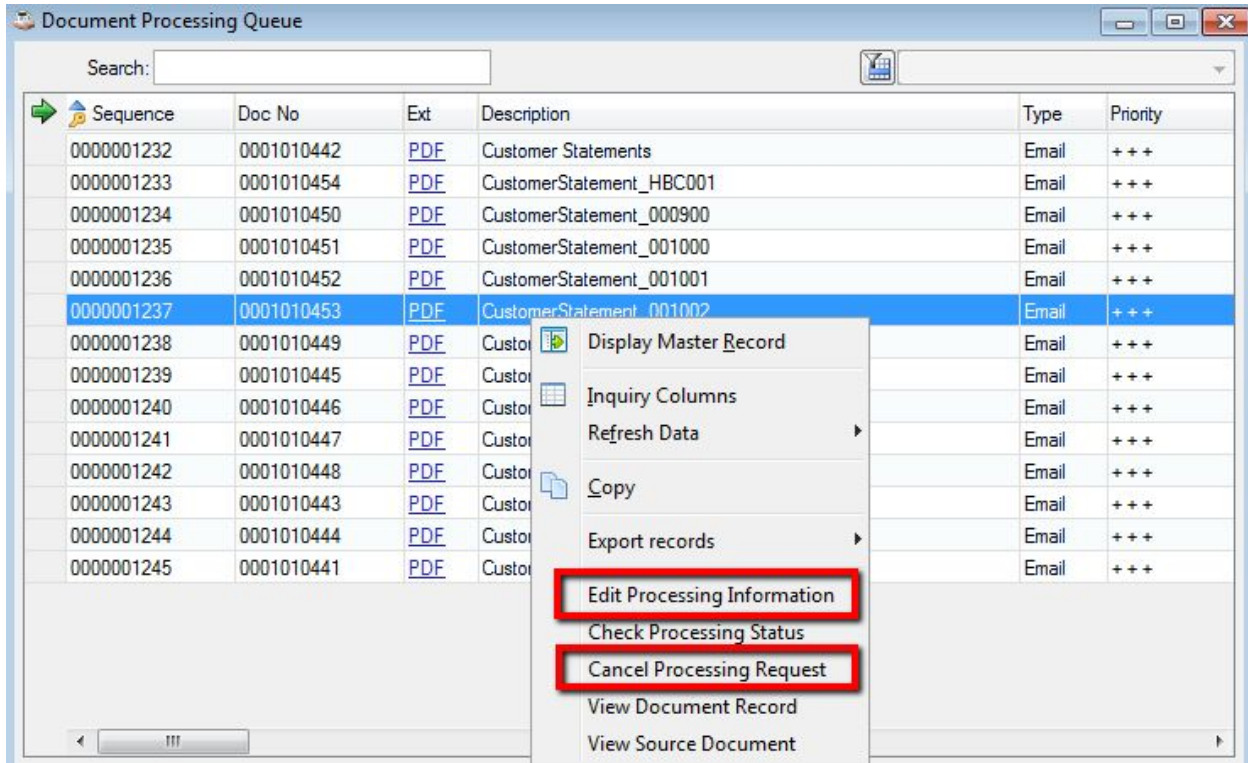 Document Processing Queue
Search:
Sequence Doc No Ext Description Type Priority
0000001232 0001010442 PDF Customer Statements Email + + +
0000001233 0001010454 PDF CustomerStatement_HBC001 Email + + +
0000001234 0001010450 PDF CustomerStatement_000900 Email + + +
0000001235 0001010451 PDF CustomerStatement_001000 Email + + +
0000001236 0001010452 PDF CustomerStatement_001001 Email + + +
0000001237 0001010453 PDF CustomerStatement_001002 Email + + +
0000001238 0001010449 PDF Custo Email + + +
0000001239 0001010445 PDF Custo Email + + +
0000001240 0001010446 PDF Custo Email + + +
0000001241 0001010447 PDF Custo Email + + +
0000001242 0001010448 PDF Custo Email + + +
0000001243 0001010443 PDF Custo Email + + +
0000001244 0001010444 PDF Custo Email + + +
0000001245 0001010441 PDF Custo Email + + +
Display Master Record
Inquiry Columns
Refresh Data
Copy
Export records
Edit Processing Information
Check Processing Status
Cancel Processing Request
View Document Record
View Source Document